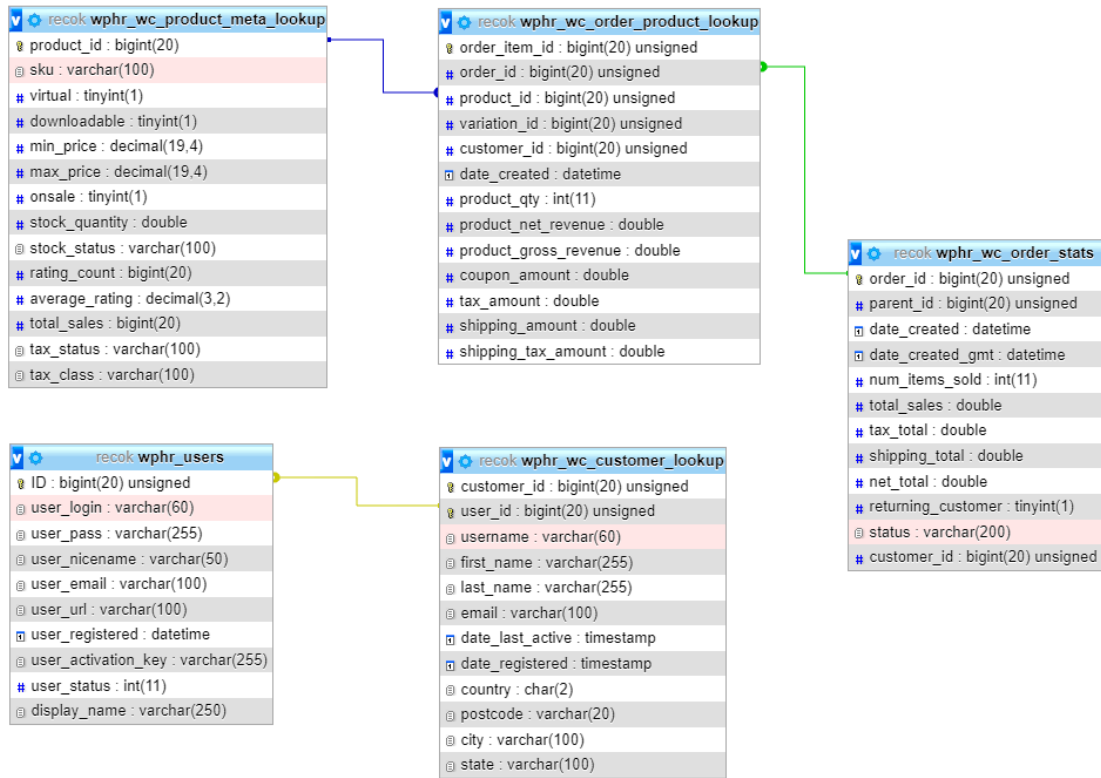 recok wphr_wc_product_meta_lookup
product_id : bigint(20)
sku : varchar(100)
# virtual : tinyint(1)
# downloadable : tinyint(1)
# min_price : decimal(19,4)
# max_price : decimal(19,4)
# onsale : tinyint(1)
# stock_quantity : double
stock_status : varchar(100)
# rating_count : bigint(20)
# average_rating : decimal(3,2)
# total_sales : bigint(20)
tax_status : varchar(100)
tax_class : varchar(100)
recok wphr_wc_order_product_lookup
order_item_id : bigint(20) unsigned
# order_id : bigint(20) unsigned
# product_id : bigint(20) unsigned
# variation_id : bigint(20) unsigned
# customer_id : bigint(20) unsigned
date_created : datetime
# product_qty : int(11)
# product_net_revenue : double
# product_gross_revenue : double
# coupon_amount : double
# tax_amount : double
# shipping_amount : double
# shipping_tax_amount : double
recok wphr_wc_order_stats
order_id : bigint(20) unsigned
# parent_id : bigint(20) unsigned
date_created : datetime
date_created_gmt : datetime
# num_items_sold : int(11)
# total_sales : double
# tax_total : double
# shipping_total : double
# net_total : double
# returning_customer : tinyint(1)
status : varchar(200)
# customer_id : bigint(20) unsigned
recok wphr_users
ID : bigint(20) unsigned
user_login : varchar(60)
user_pass : varchar(255)
user_nicename : varchar(50)
user_email : varchar(100)
user_url : varchar(100)
user_registered : datetime
user_activation_key : varchar(255)
# user_status : int(11)
display_name : varchar(250)
recok wphr_wc_customer_lookup
customer_id : bigint(20) unsigned
user_id : bigint(20) unsigned
username : varchar(60)
first_name : varchar(255)
last_name : varchar(255)
email : varchar(100)
date_last_active : timestamp
date_registered : timestamp
country : char(2)
postcode : varchar(20)
city : varchar(100)
state : varchar(100)